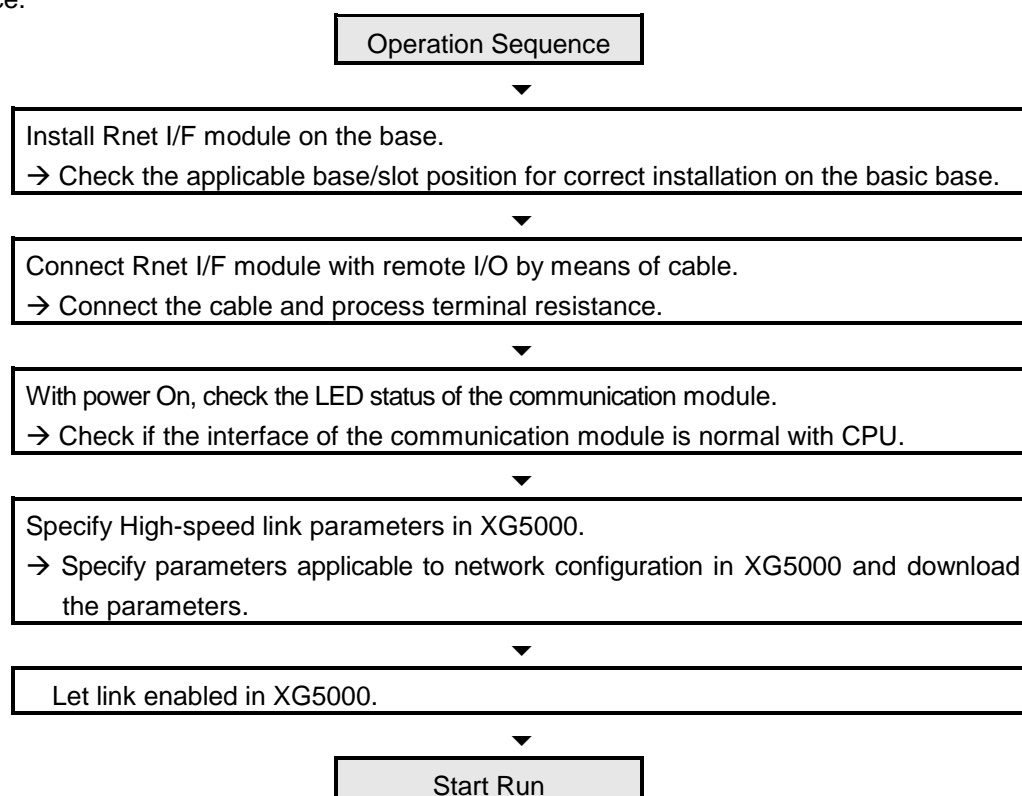 Operation Sequence
Install Rnet I/F module on the base.
→ Check the applicable base/slot position for correct installation on the basic base.
Connect Rnet I/F module with remote I/O by means of cable.
→ Connect the cable and process terminal resistance.
With power On, check the LED status of the communication module.
→ Check if the interface of the communication module is normal with CPU.
Specify High-speed link parameters in XG5000.
→ Specify parameters applicable to network configuration in XG5000 and download
the parameters.
Let link enabled in XG5000.
Start Run